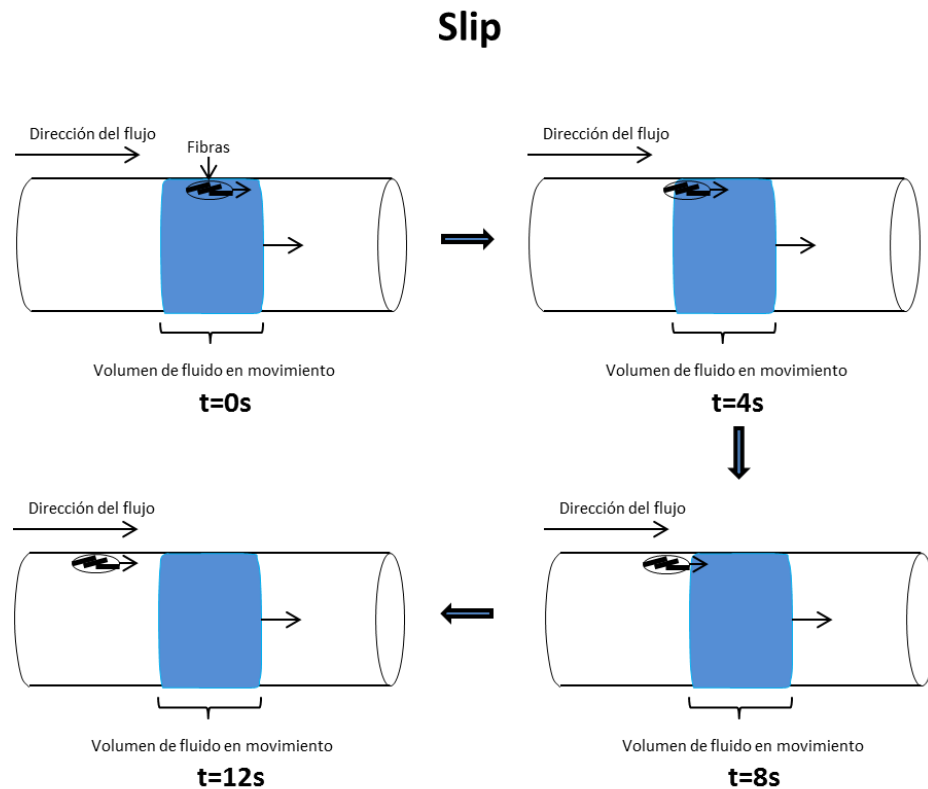 Slip
Dirección del flujo
Fibras
Volumen de fluido en movimiento
t=0s
Dirección del flujo
Volumen de fluido en movimiento
t=4s
Dirección del flujo
Volumen de fluido en movimiento
t=12s
Dirección del flujo
Volumen de fluido en movimiento
t=8s